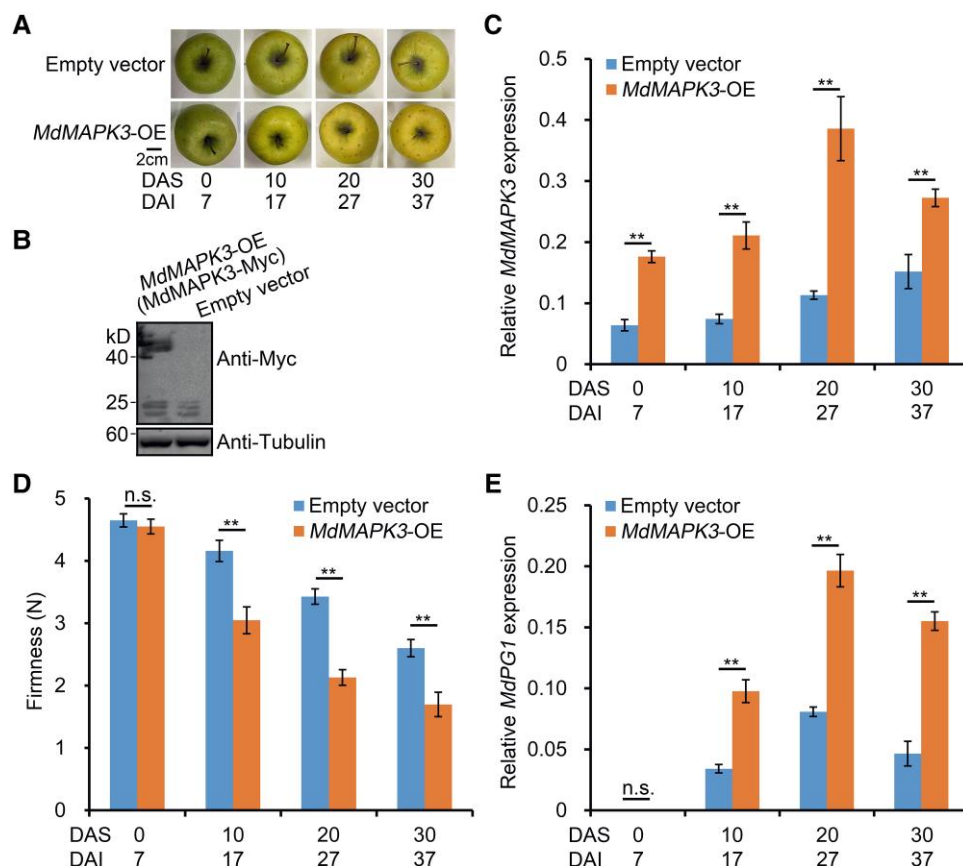 A
Empty vector
MdMAPK3-OE
2cm
DAS 0 10 20 30
DAI 7 17 27 37
B
MdMAPK3-OE
(MdMAPK3-Myc)
Empty vector
kD
40
25
60
Anti-Myc
Anti-Tubulin
C
Empty vector
MdMAPK3-OE
Relative MdMAPK3 expression
0.5
0.4
0.3
0.2
0.1
0
**
**
**
**
DAS 0 10 20 30
DAI 7 17 27 37
D
Empty vector
MdMAPK3-OE
Firmness (N)
5
4
3
2
1
0
n.s.
**
**
**
DAS 0 10 20 30
DAI 7 17 27 37
E
Empty vector
MdMAPK3-OE
Relative MdPG1 expression
0.25
0.20
0.15
0.10
0.05
0
n.s.
**
**
**
DAS 0 10 20 30
DAI 7 17 27 37